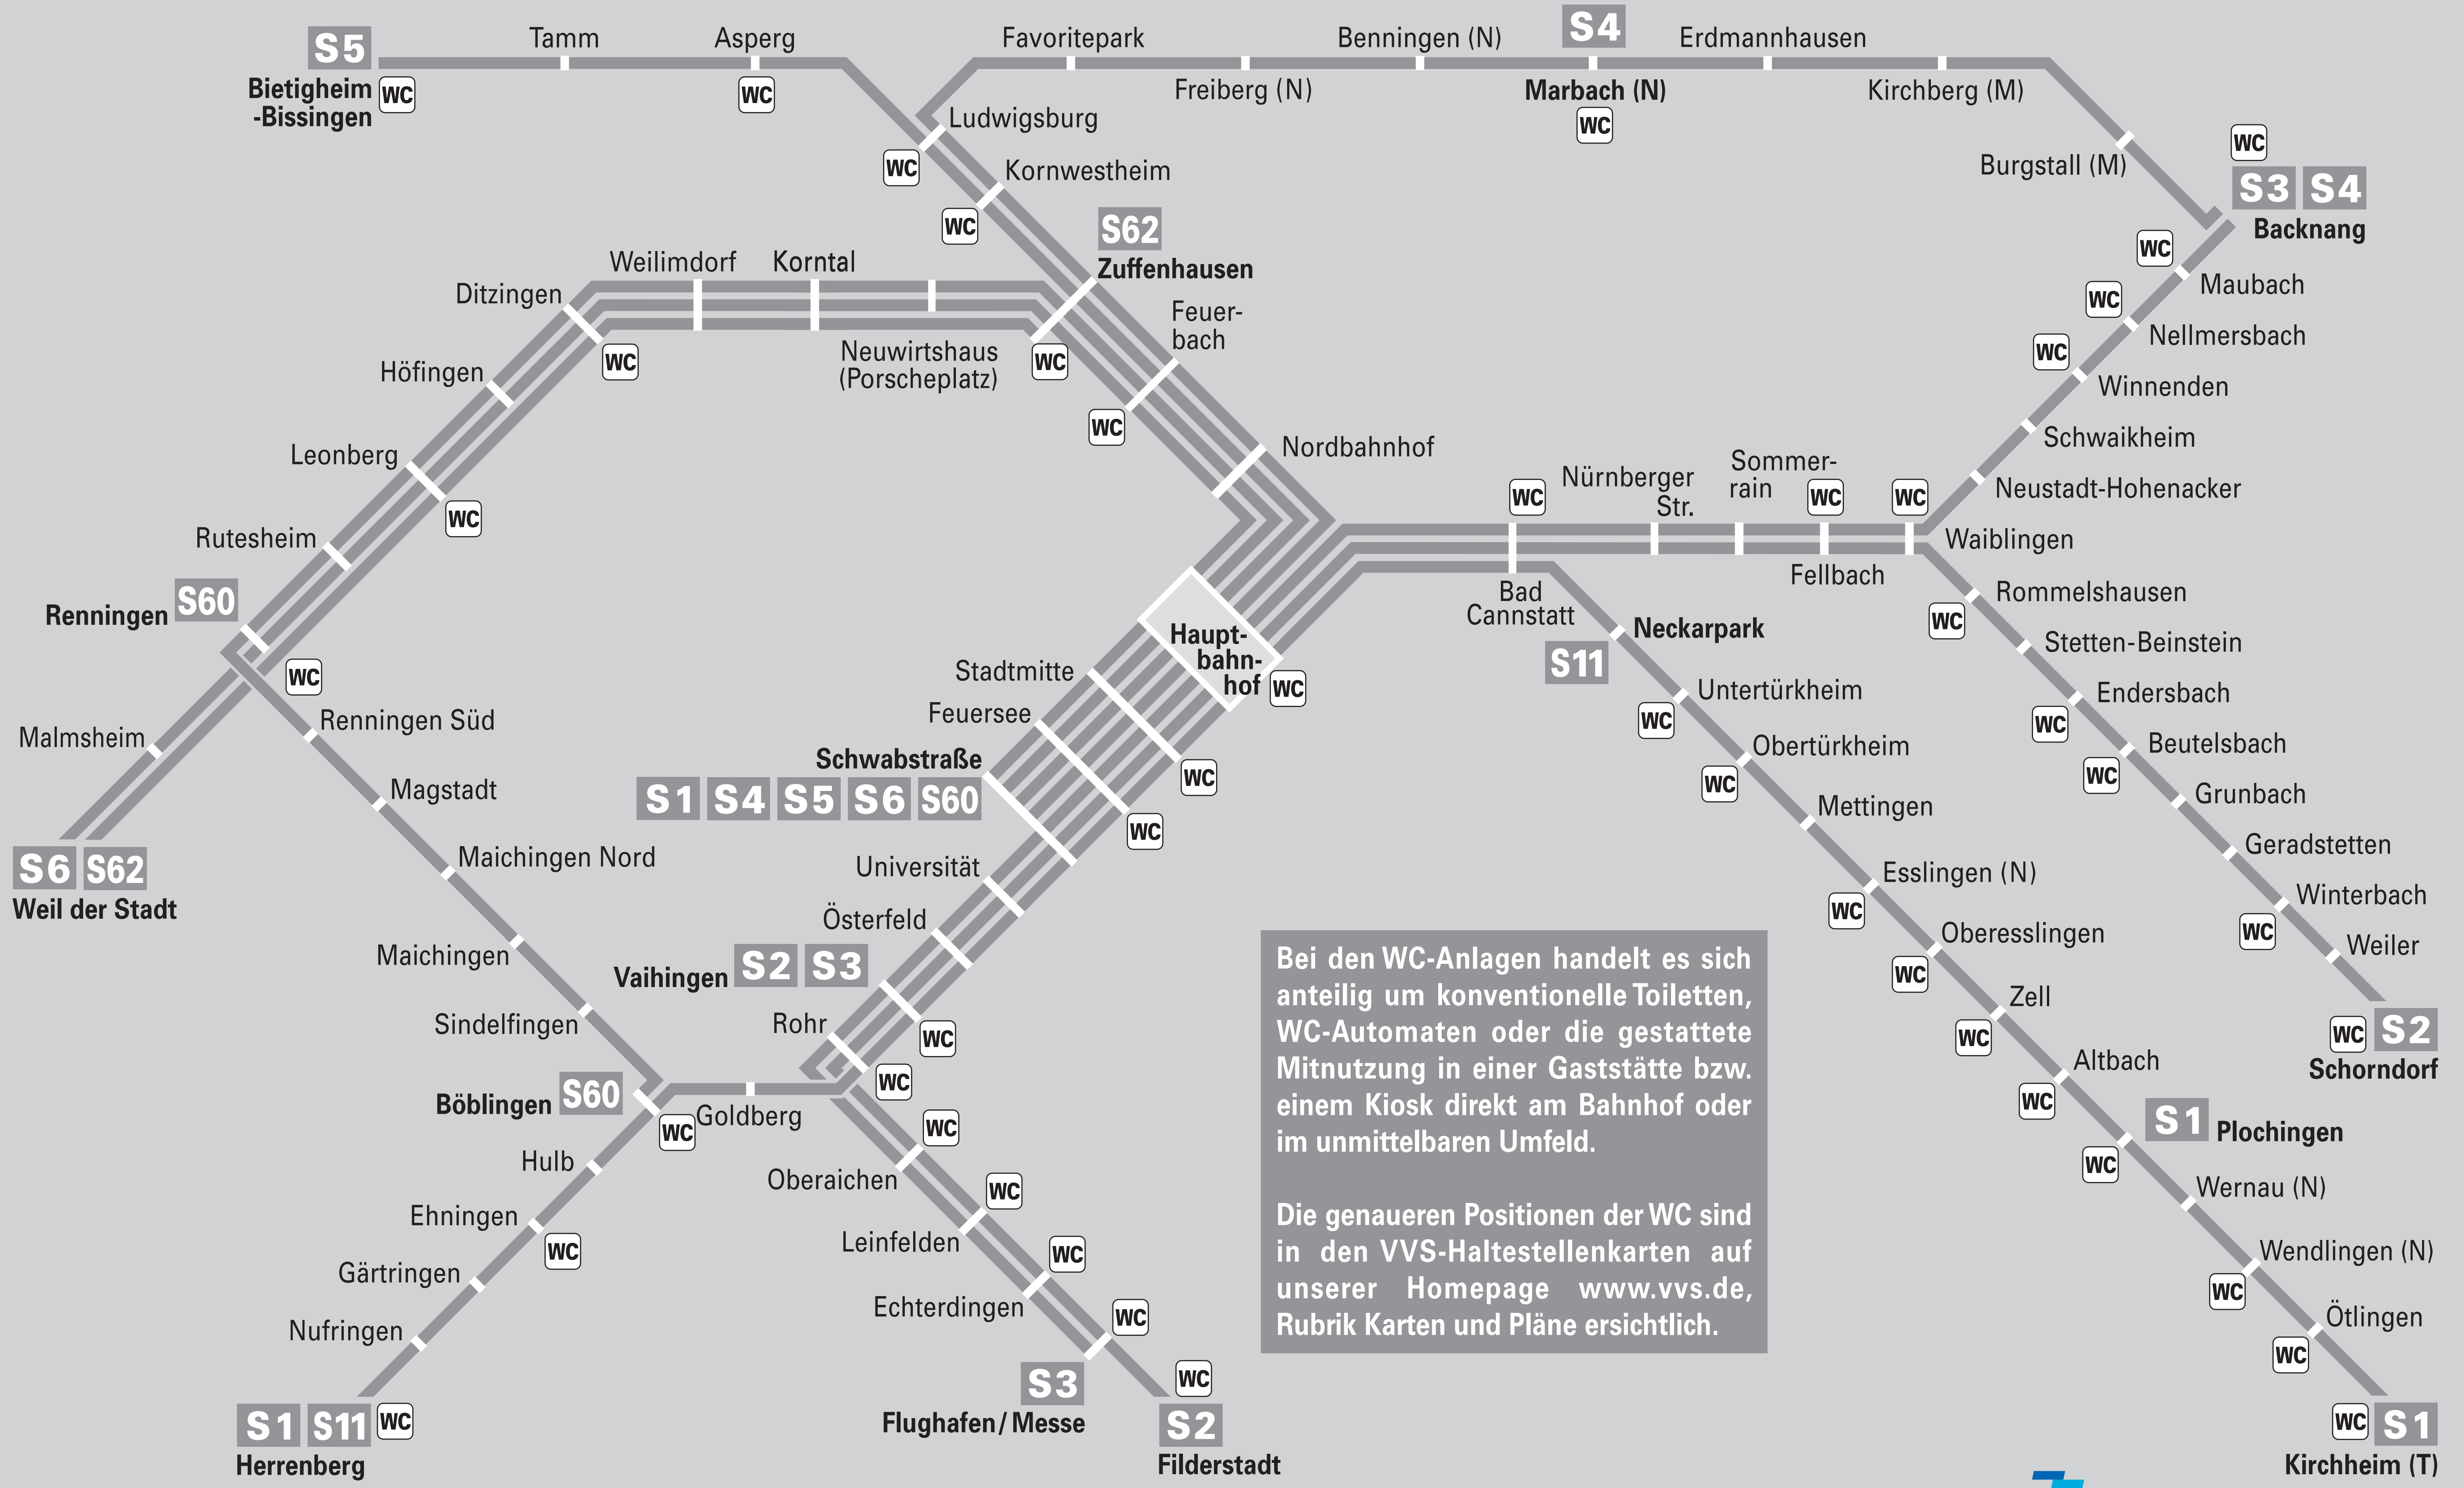 S5
Bietigheim
-Bissingen
WC
Tamm
Asperg
WC
Favoritepark
Freiberg (N)
Benningen (N)
S4
Marbach (N)
WC
Erdmannhausen
Kirchberg (M)
Burgstall (M)
WC
S3 S4
Backnang
Ludwigsburg
WC
Kornwestheim
WC
S62
Zuffenhausen
WC
Feuer-
bach
WC
Nordbahnhof
Weilimdorf
Korntal
Neuwirtshaus
(Porscheplatz)
Ditzingen
WC
Höfingen
Leonberg
WC
Rutesheim
Renningen
S60
WC
Malmsheim
S6 S62
Weil der Stadt
Renningen Süd
Magstadt
Maichingen Nord
Maichingen
Sindelfingen
Böblingen
S60
WC
Goldberg
Hulb
Ehningen
WC
Gärtringen
Nufringen
S1 S11
WC
Herrenberg
Haupt-
bahn-
hof
WC
Stadtmitte
WC
Feuersee
WC
Schwabstraße
S1 S4 S5 S6 S60
Universität
Österfeld
Vaihingen
S2 S3
WC
Rohr
WC
Oberaichen
WC
Leinfelden
WC
Echterdingen
WC
WC
S3
Flughafen / Messe
WC
S2
Filderstadt
WC
Bad
Cannstatt
Nürnberger
Str.
Sommer-
rain
WC
Fellbach
WC
Waiblingen
WC
Maubach
WC
Nellmersbach
WC
Winnenden
Schwaikheim
Neustadt-Hohenacker
Rommelshausen
WC
Stetten-Beinstein
Endersbach
WC
Beutelsbach
WC
Grunbach
Geradstetten
Winterbach
WC
Weiler
WC
S2
Schorndorf
Neckarpark
S11
Untertürkheim
WC
Obertürkheim
WC
Mettingen
Esslingen (N)
WC
Oberesslingen
WC
Zell
WC
Altbach
WC
S1
Plochingen
WC
Wernau (N)
Wendlingen (N)
WC
Ötlingen
WC
WC
S1
Kirchheim (T)
Bei den WC-Anlagen handelt es sich
anteilig um konventionelle Toiletten,
WC-Automaten oder die gestattete
Mitnutzung in einer Gaststätte bzw.
einem Kiosk direkt am Bahnhof oder
im unmittelbaren Umfeld.
Die genaueren Positionen der WC sind
in den VVS-Haltestellenkarten auf
unserer Homepage www.vvs.de,
Rubrik Karten und Pläne ersichtlich.